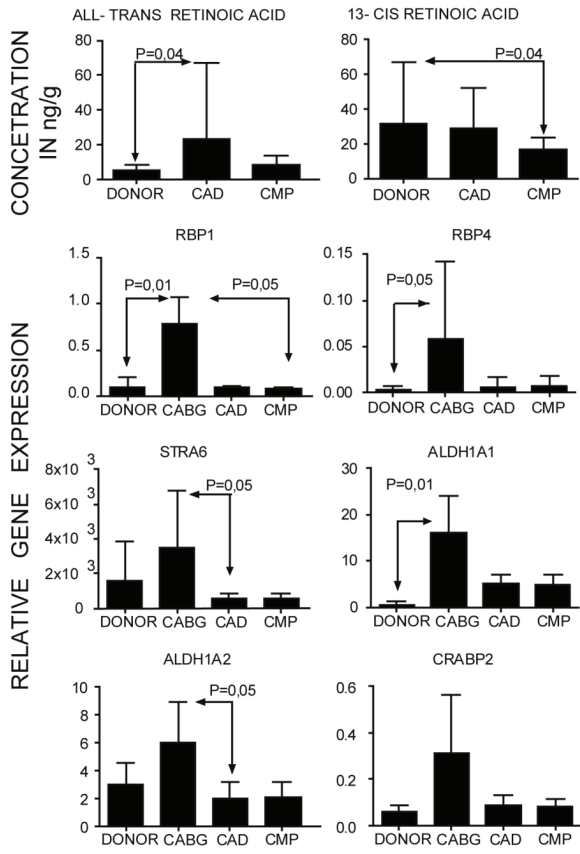 ALL- TRANS RETINOIC ACID
13- CIS RETINOIC ACID
CONCETRATION
IN ng/g
80
60
40
20
0
P=0,04
DONOR CAD CMP
80
60
40
20
0
P=0,04
DONOR CAD CMP
RELATIVE GENE EXPRESSION
RBP1
1.5
1.0
0.5
0.0
P=0,01
P=0,05
DONOR CABG CAD CMP
RBP4
0.15
0.10
0.05
0.00
P=0,05
DONOR CABG CAD CMP
STRA6
8x10 3
6x10 3
4x10 3
2x10 3
0
P=0,05
DONOR CABG CAD CMP
ALDH1A1
30
20
10
0
P=0,01
DONOR CABG CAD CMP
ALDH1A2
10
8
6
4
2
0
P=0,05
DONOR CABG CAD CMP
CRABP2
0.6
0.4
0.2
0.0
DONOR CABG CAD CMP